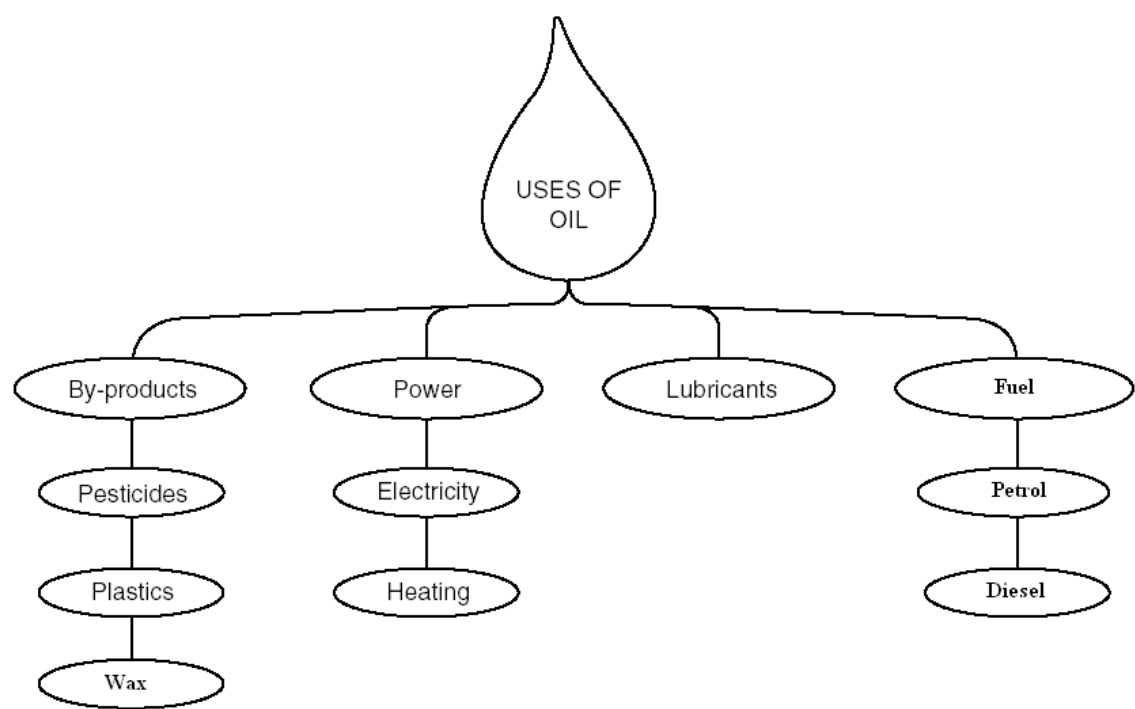 USES OF
OIL
By-products
Power
Lubricants
Fuel
Pesticides
Electricity
Petrol
Plastics
Heating
Diesel
Wax